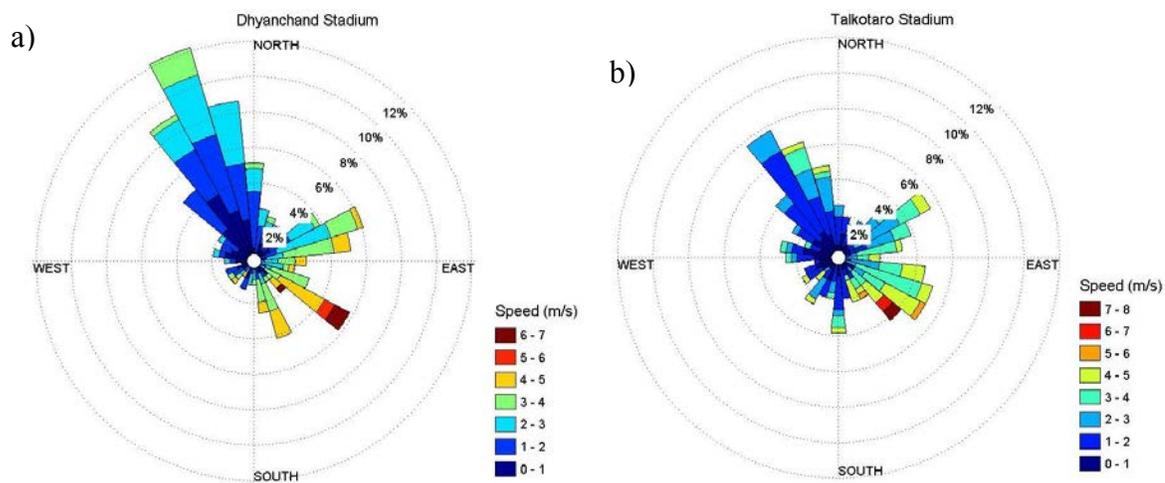 a)
Dhyanchand Stadium
NORTH
12%
10%
8%
6%
4%
2%
WEST
EAST
SOUTH
Speed (m/s)
6 - 7
5 - 6
4 - 5
3 - 4
2 - 3
1 - 2
0 - 1
b)
Talkotaro Stadium
NORTH
12%
10%
8%
6%
4%
2%
WEST
EAST
SOUTH
Speed (m/s)
7 - 8
6 - 7
5 - 6
4 - 5
3 - 4
2 - 3
1 - 2
0 - 1